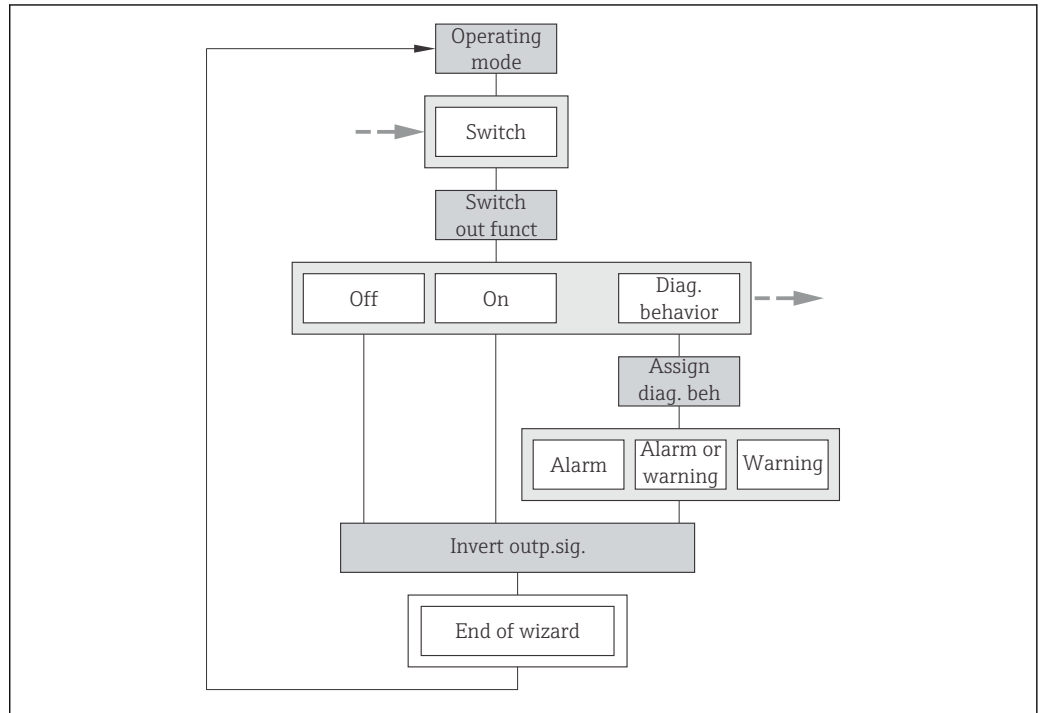 Operating
mode
Switch
Switch
out funct
Off
On
Diag.
behavior
Assign
diag. beh
Alarm
Alarm or
warning
Warning
Invert outp.sig.
End of wizard